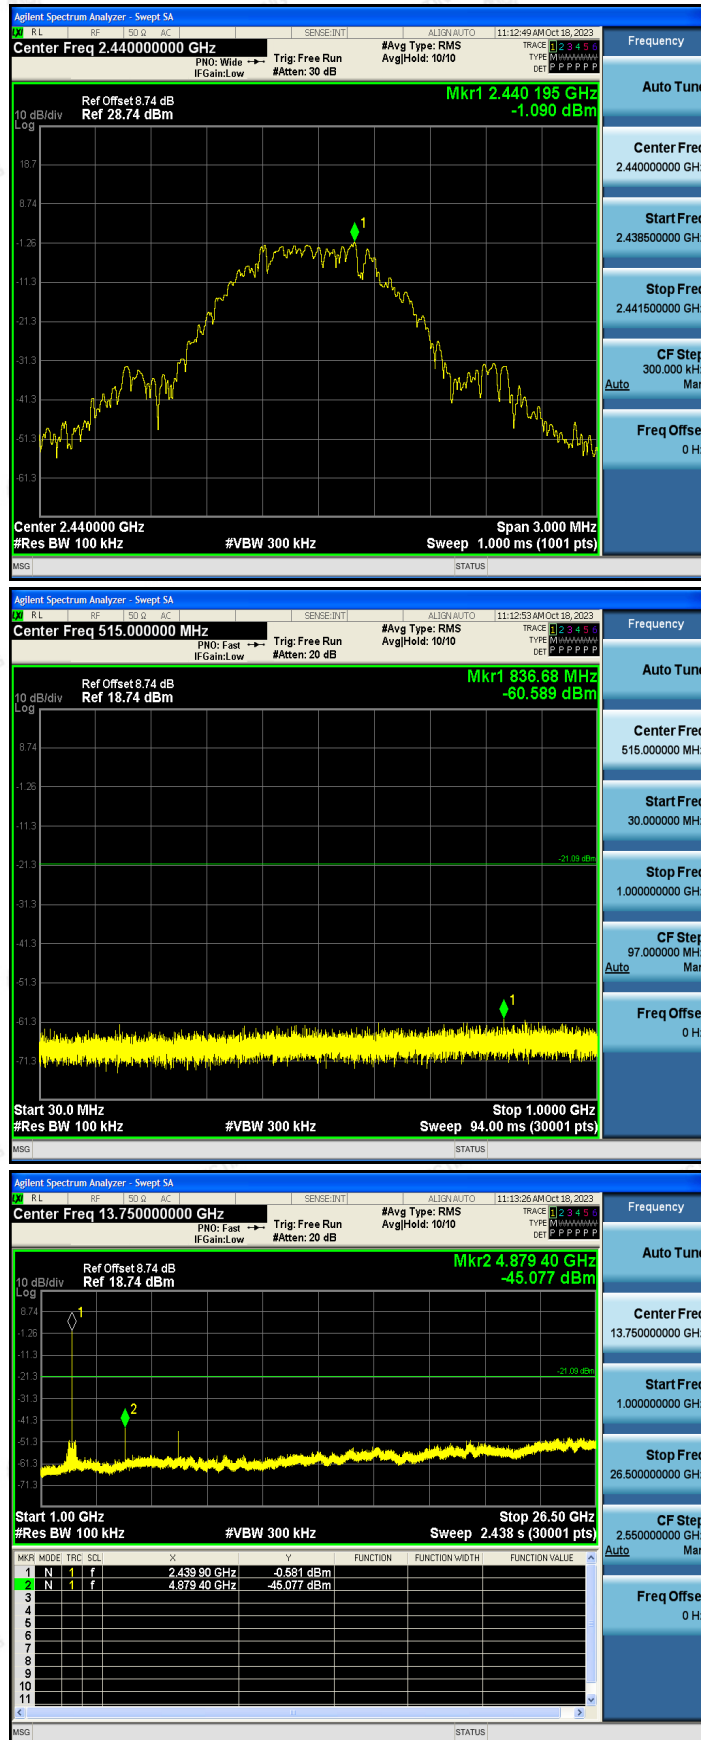 Agilent Spectrum Analyzer - Swept SA
LXI RL RF 50 Ω AC SENSE:INT ALIGNAUTO 11:12:49 AM Oct 18, 2023
Center Freq 2.440000000 GHz #Avg Type: RMS TRACE 1 2 3 4 5 6 Frequency
PNO: Wide Trig: Free Run Avg|Hold: 10/10 TYPE M
IFGain:Low #Atten: 30 dB DET P P P P P P
Auto Tune
Ref Offset 8.74 dB Mkr1 2.440 195 GHz
10 dB/div Ref 28.74 dBm -1.090 dBm
Log
Center Freq
2.440000000 GHz
18.7
8.74
Start Freq
2.438500000 GHz
1
-1.26
-11.3
Stop Freq
2.441500000 GHz
-21.3
-31.3
CF Step
300.000 kHz
Auto Man
-41.3
-51.3
Freq Offset
0 Hz
-61.3
Center 2.440000 GHz Span 3.000 MHz
#Res BW 100 kHz #VBW 300 kHz Sweep 1.000 ms (1001 pts)
MSG STATUS
Agilent Spectrum Analyzer - Swept SA
LXI RL RF 50 Ω AC SENSE:INT ALIGNAUTO 11:12:53 AM Oct 18, 2023
Center Freq 515.000000 MHz #Avg Type: RMS TRACE 1 2 3 4 5 6 Frequency
PNO: Fast Trig: Free Run Avg|Hold: 10/10 TYPE M
IFGain:Low #Atten: 20 dB DET P P P P P P
Auto Tune
Ref Offset 8.74 dB Mkr1 836.68 MHz
10 dB/div Ref 18.74 dBm -60.589 dBm
Log
Center Freq
515.000000 MHz
8.74
-1.26
Start Freq
30.000000 MHz
-11.3
-21.3
-21.09 dBm
Stop Freq
1.000000000 GHz
-31.3
-41.3
CF Step
97.000000 MHz
Auto Man
-51.3
1
-61.3
Freq Offset
0 Hz
-71.3
Start 30.0 MHz Stop 1.0000 GHz
#Res BW 100 kHz #VBW 300 kHz Sweep 94.00 ms (30001 pts)
MSG STATUS
Agilent Spectrum Analyzer - Swept SA
LXI RL RF 50 Ω AC SENSE:INT ALIGNAUTO 11:13:26 AM Oct 18, 2023
Center Freq 13.750000000 GHz #Avg Type: RMS TRACE 1 2 3 4 5 6 Frequency
PNO: Fast Trig: Free Run Avg|Hold: 10/10 TYPE M
IFGain:Low #Atten: 20 dB DET P P P P P P
Auto Tune
Ref Offset 8.74 dB Mkr2 4.879 40 GHz
10 dB/div Ref 18.74 dBm -45.077 dBm
Log
8.74
1
Center Freq
13.750000000 GHz
-1.26
-11.3
-21.3
-21.09 dBm
Start Freq
1.000000000 GHz
-31.3
2
-41.3
-51.3
Stop Freq
26.500000000 GHz
-61.3
-71.3
Start 1.00 GHz Stop 26.50 GHz
#Res BW 100 kHz #VBW 300 kHz Sweep 2.438 s (30001 pts)
CF Step
2.550000000 GHz
Auto Man
MKR MODE TRC SCL X Y FUNCTION FUNCTION WIDTH FUNCTION VALUE
1 N 1 f 2.439 90 GHz -0.581 dBm
2 N 1 f 4.879 40 GHz -45.077 dBm
3
4
5
Freq Offset
0 Hz
6
7
8
9
10
11
MSG STATUS